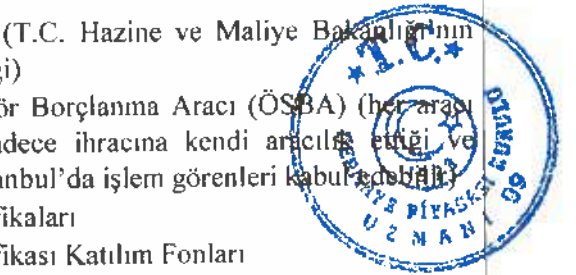 (T.C. Hazine ve Maliye Bakanlığı'nın
gi)
ör Borçlanma Aracı (ÖSBA) (her aracı
adece ihracına kendi aracılık ettiği ve
anbul'da işlem görenleri kabul edebilir)
fikaları
fikası Katılım Fonları
T.C.
UZMANI